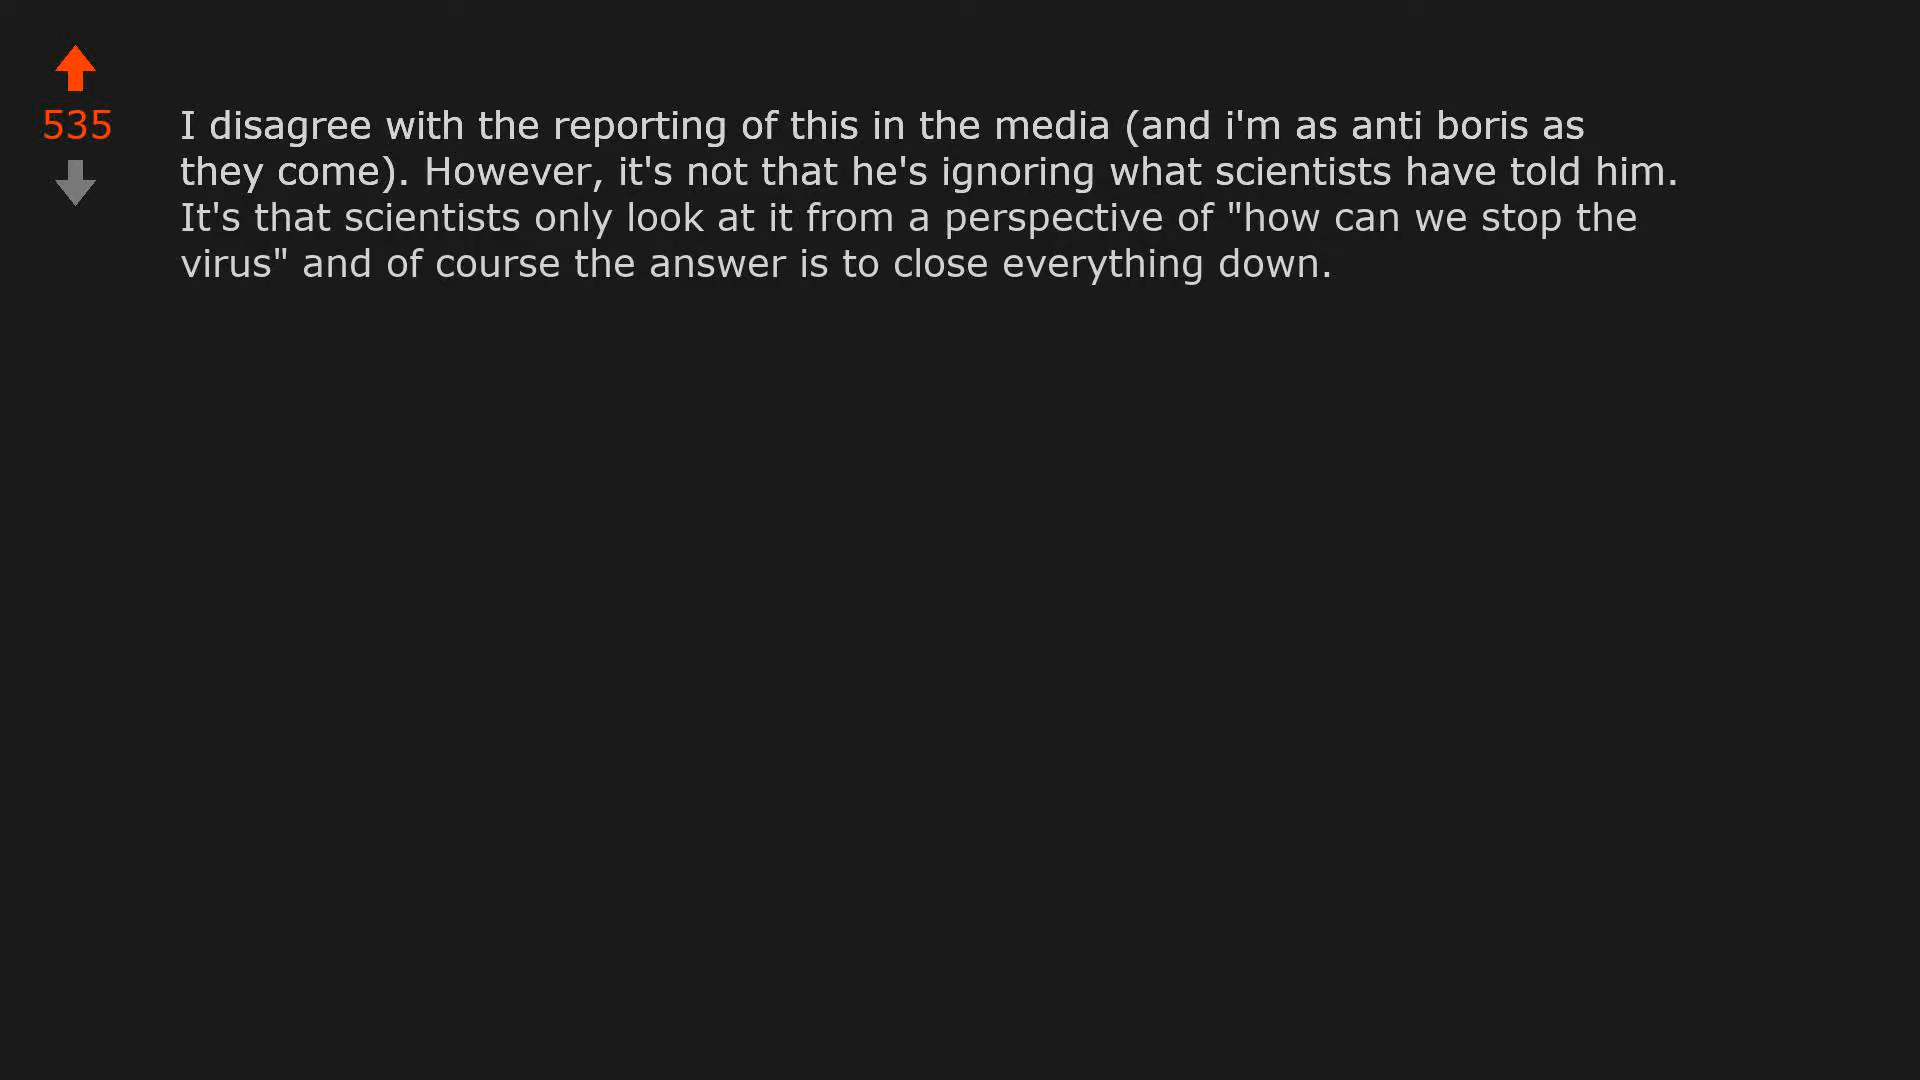 535
I disagree with the reporting of this in the media (and i'm as anti boris as
they come). However, it's not that he's ignoring what scientists have told him.
It's that scientists only look at it from a perspective of "how can we stop the
virus" and of course the answer is to close everything down.